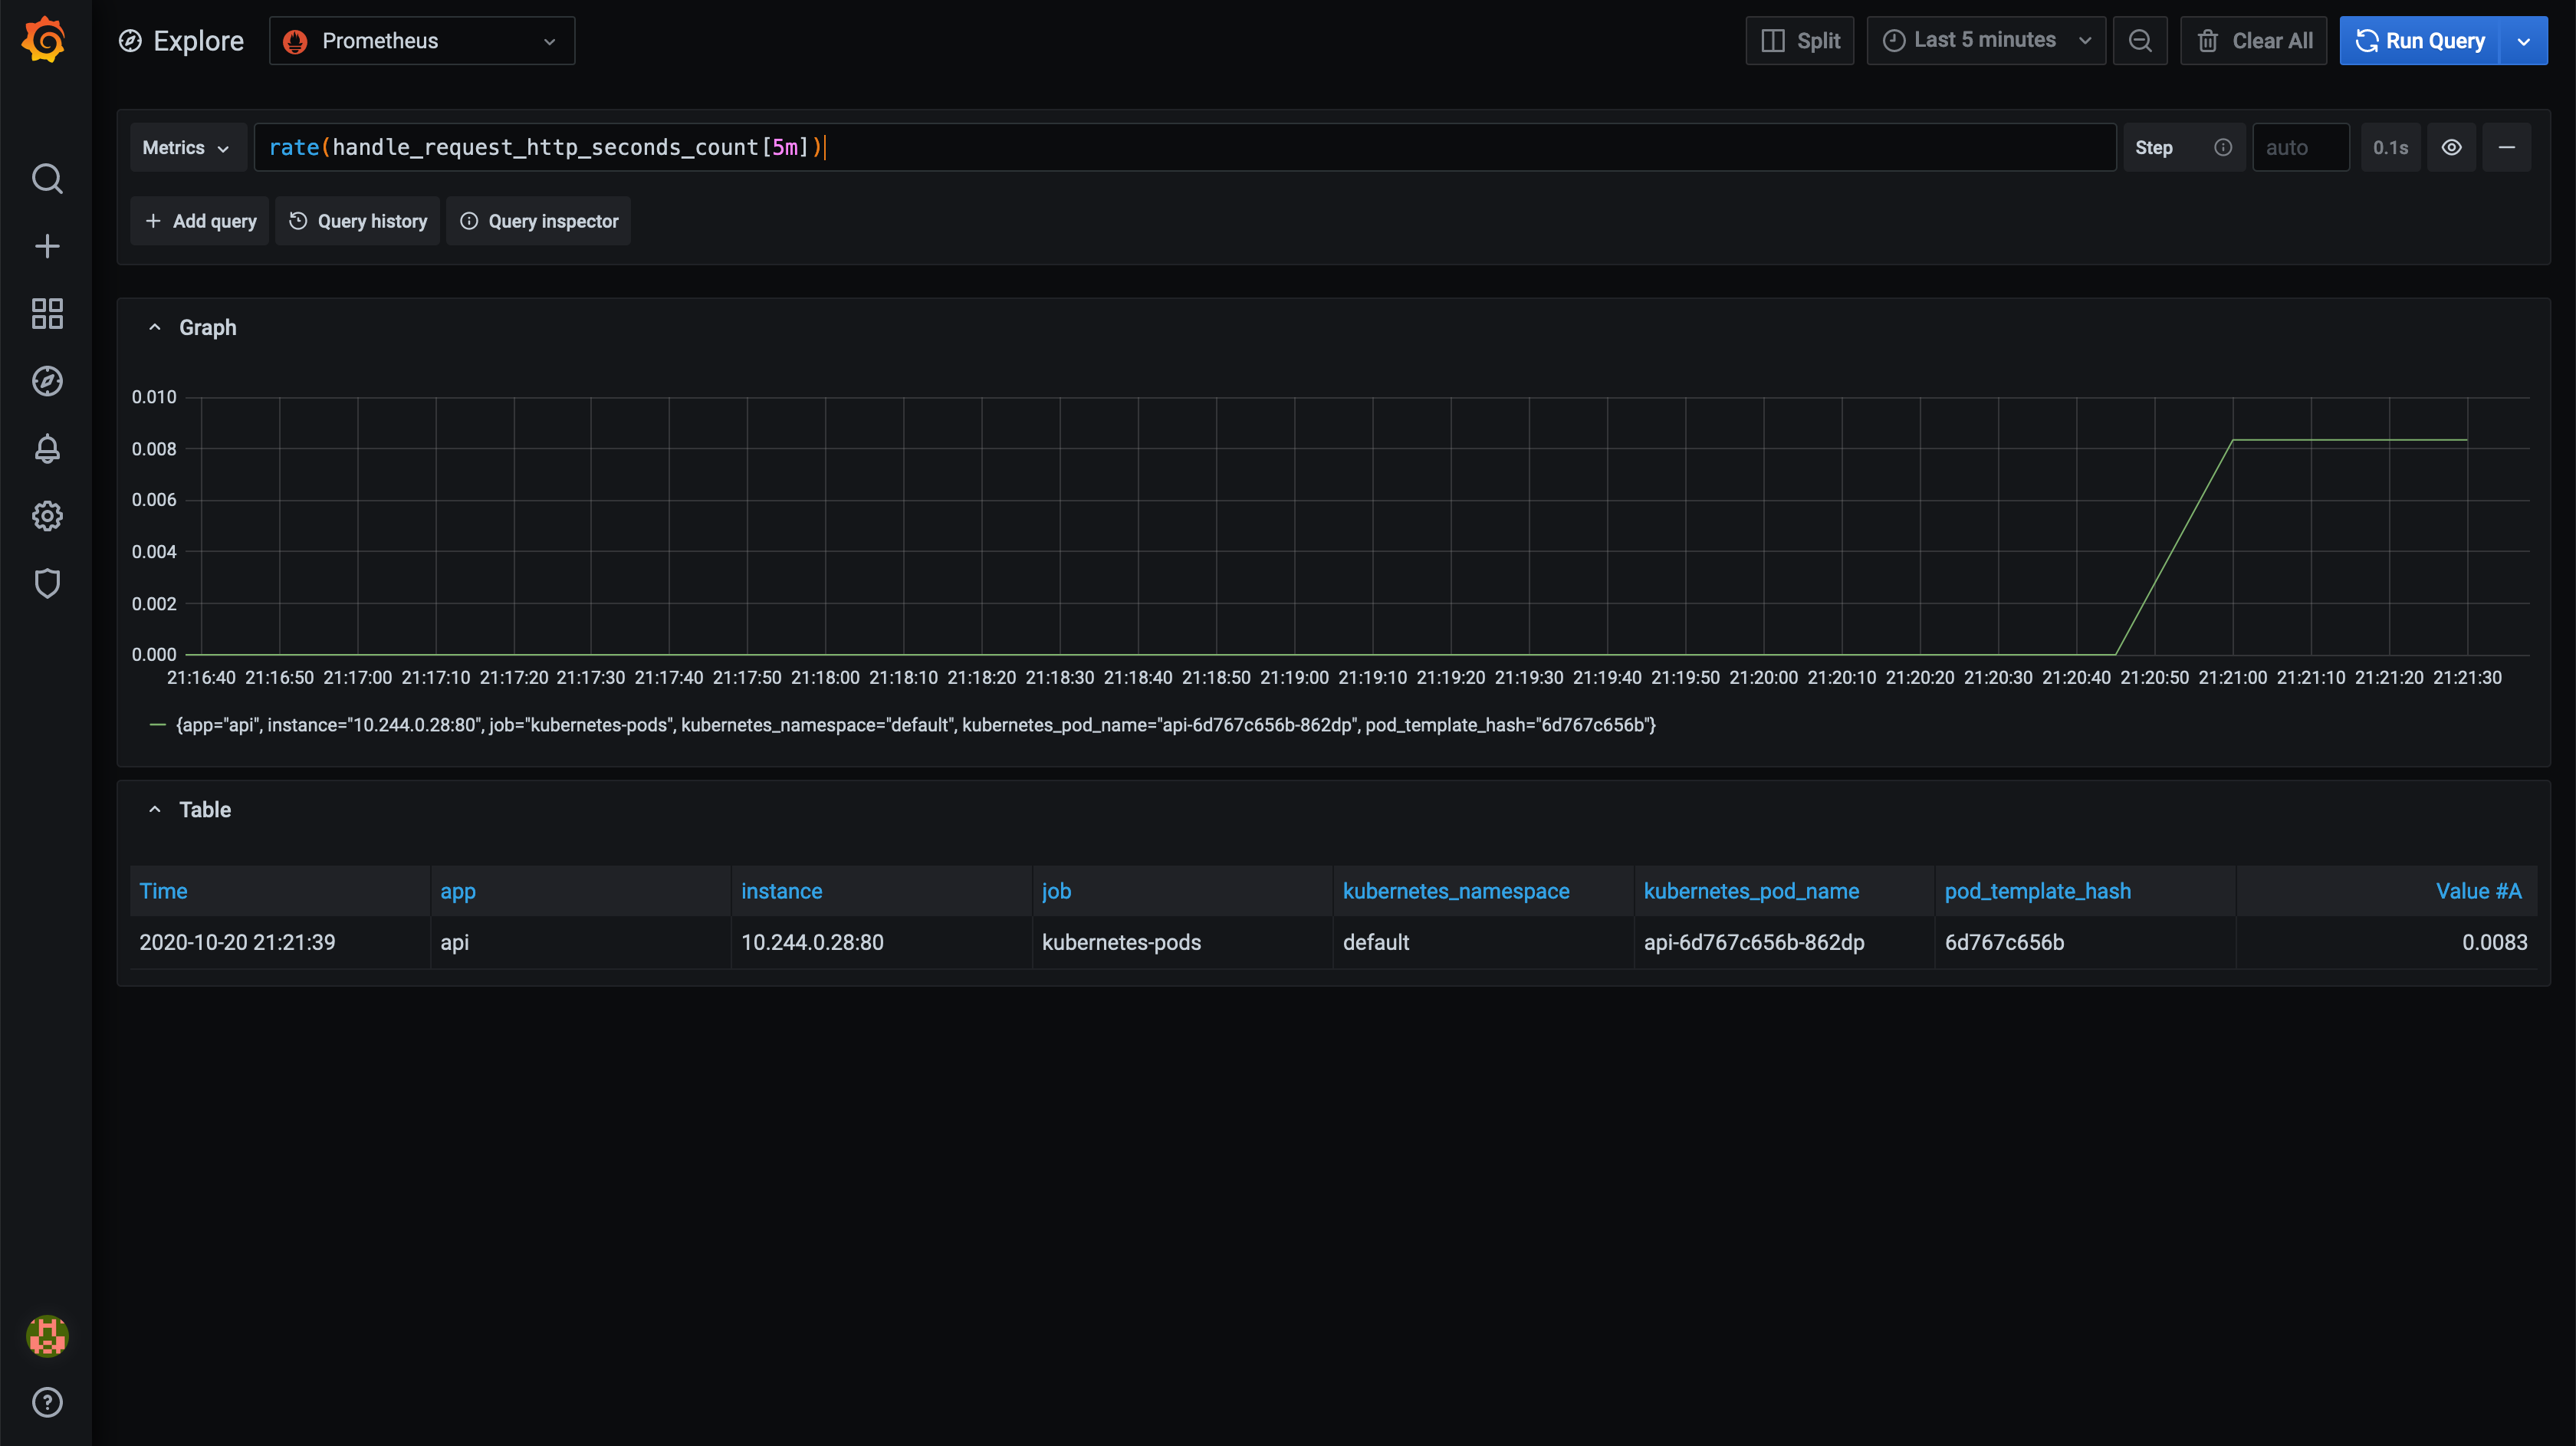 Explore Prometheus Split Last 5 minutes Clear All Run Query
Metrics rate(handle_request_http_seconds_count[5m]) Step auto 0.1s
Add query Query history Query inspector
Graph
0.010
0.008
0.006
0.004
0.002
0.000
21:16:40 21:16:50 21:17:00 21:17:10 21:17:20 21:17:30 21:17:40 21:17:50 21:18:00 21:18:10 21:18:20 21:18:30 21:18:40 21:18:50 21:19:00 21:19:10 21:19:20 21:19:30 21:19:40 21:19:50 21:20:00 21:20:10 21:20:20 21:20:30 21:20:40 21:20:50 21:21:00 21:21:10 21:21:20 21:21:30
{app="api", instance="10.244.0.28:80", job="kubernetes-pods", kubernetes_namespace="default", kubernetes_pod_name="api-6d767c656b-862dp", pod_template_hash="6d767c656b"}
Table
Time app instance job kubernetes_namespace kubernetes_pod_name pod_template_hash Value #A
2020-10-20 21:21:39 api 10.244.0.28:80 kubernetes-pods default api-6d767c656b-862dp 6d767c656b 0.0083